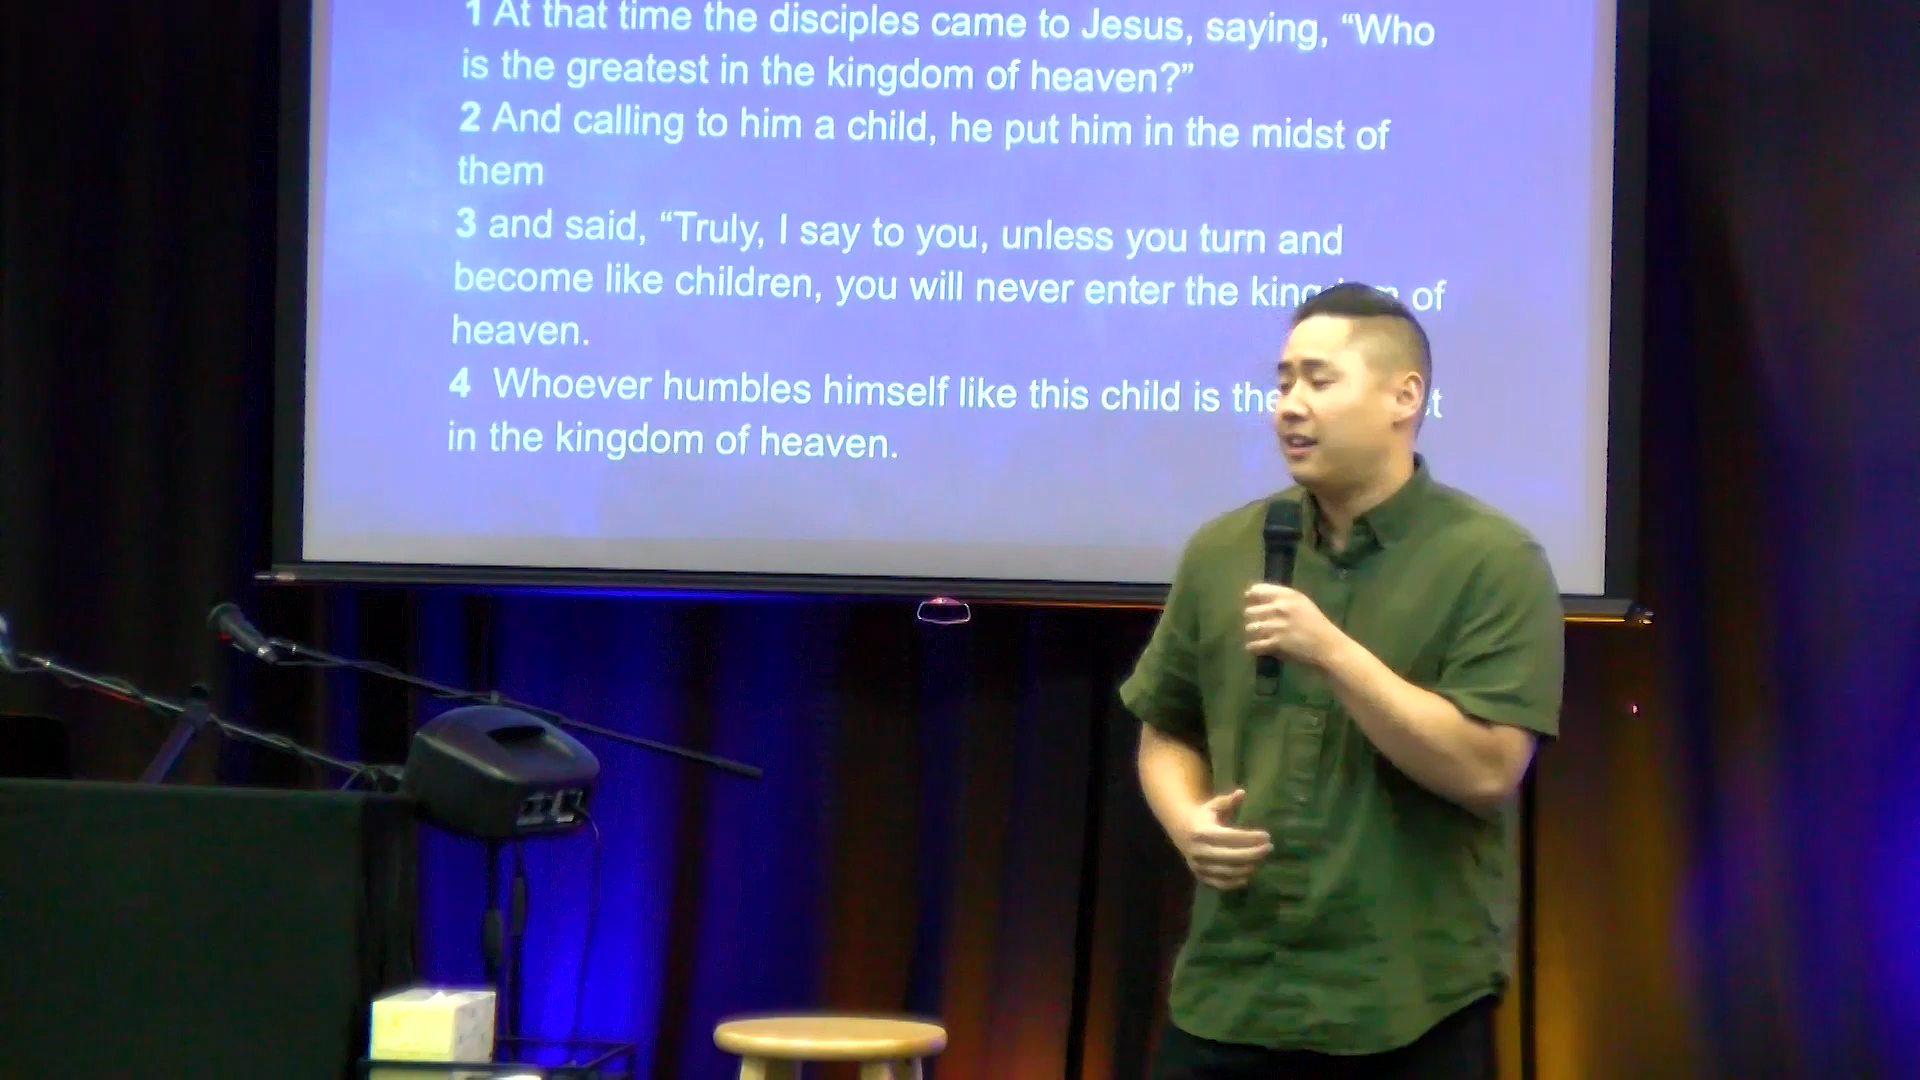 1 At that time the disciples came to Jesus, saying, “Who
is the greatest in the kingdom of heaven?”
2 And calling to him a child, he put him in the midst of
them
3 and said, “Truly, I say to you, unless you turn and
become like children, you will never enter the of
heaven.
4 Whoever humbles himself like this child is the
in the kingdom of heaven.